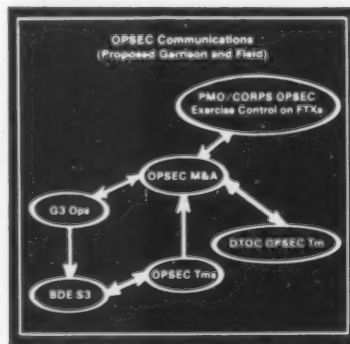 OPSEC Communications
(Proposed Garrison and Field)
PMO/CORPS OPSEC
Exercise Control on FTXs
OPSEC M&A
G3 Ops
DTOC OPSEC Tm
OPSEC Tms
BDE S3